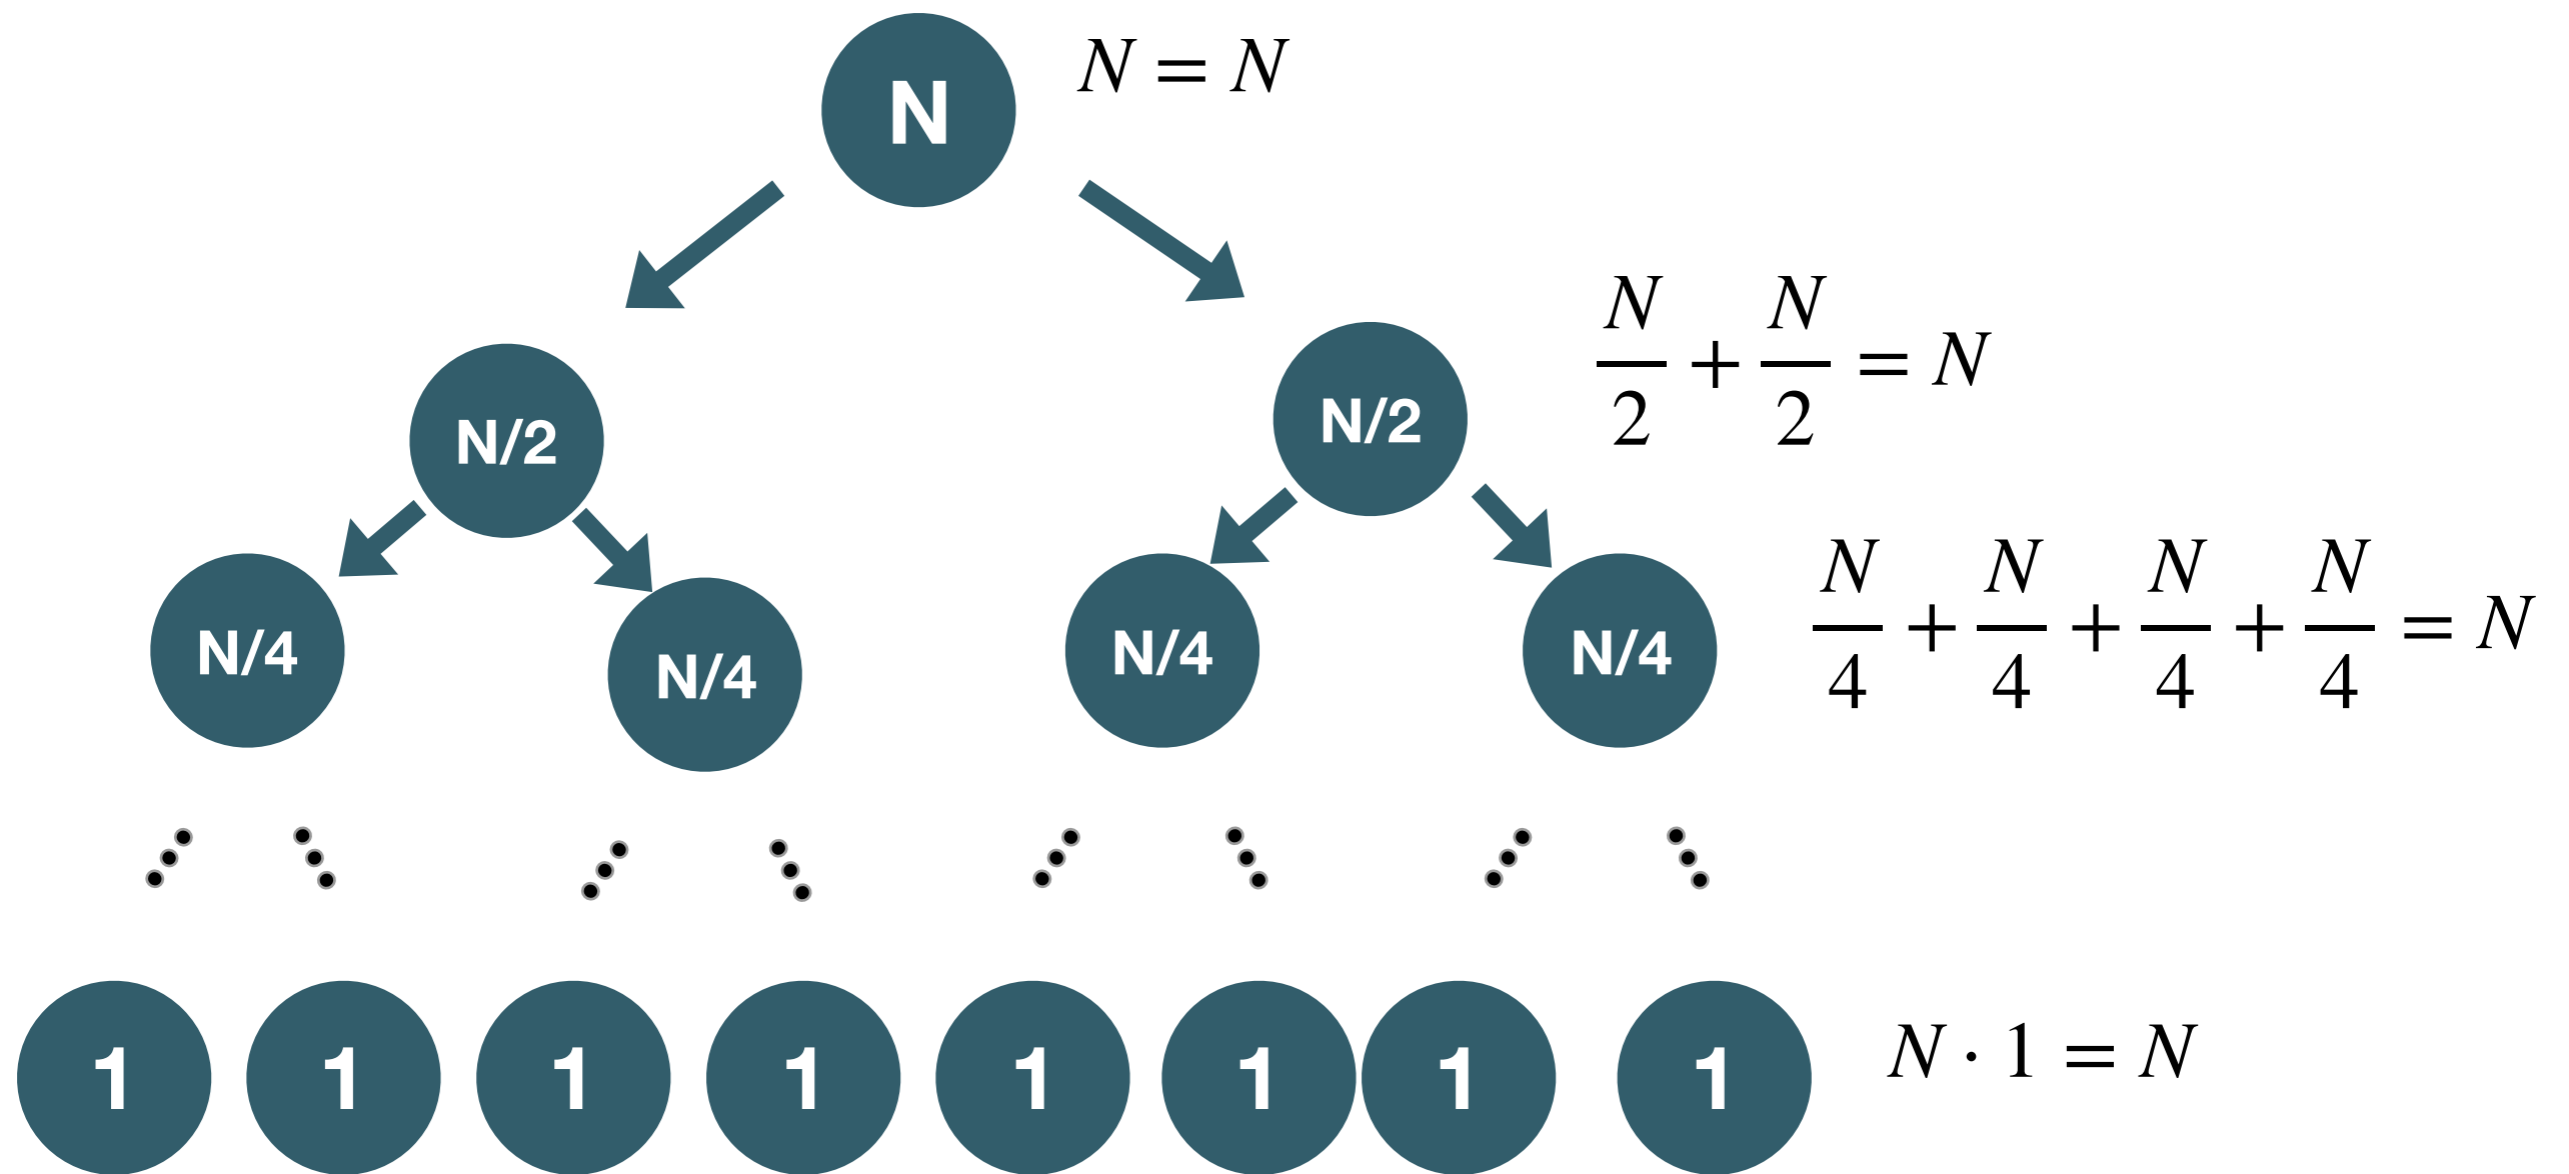 N
N = N
N/2
N/2
N/2 + N/2 = N
N/4
N/4
N/4
N/4
N/4 + N/4 + N/4 + N/4 = N
1 1 1 1 1 1 1 1
N · 1 = N